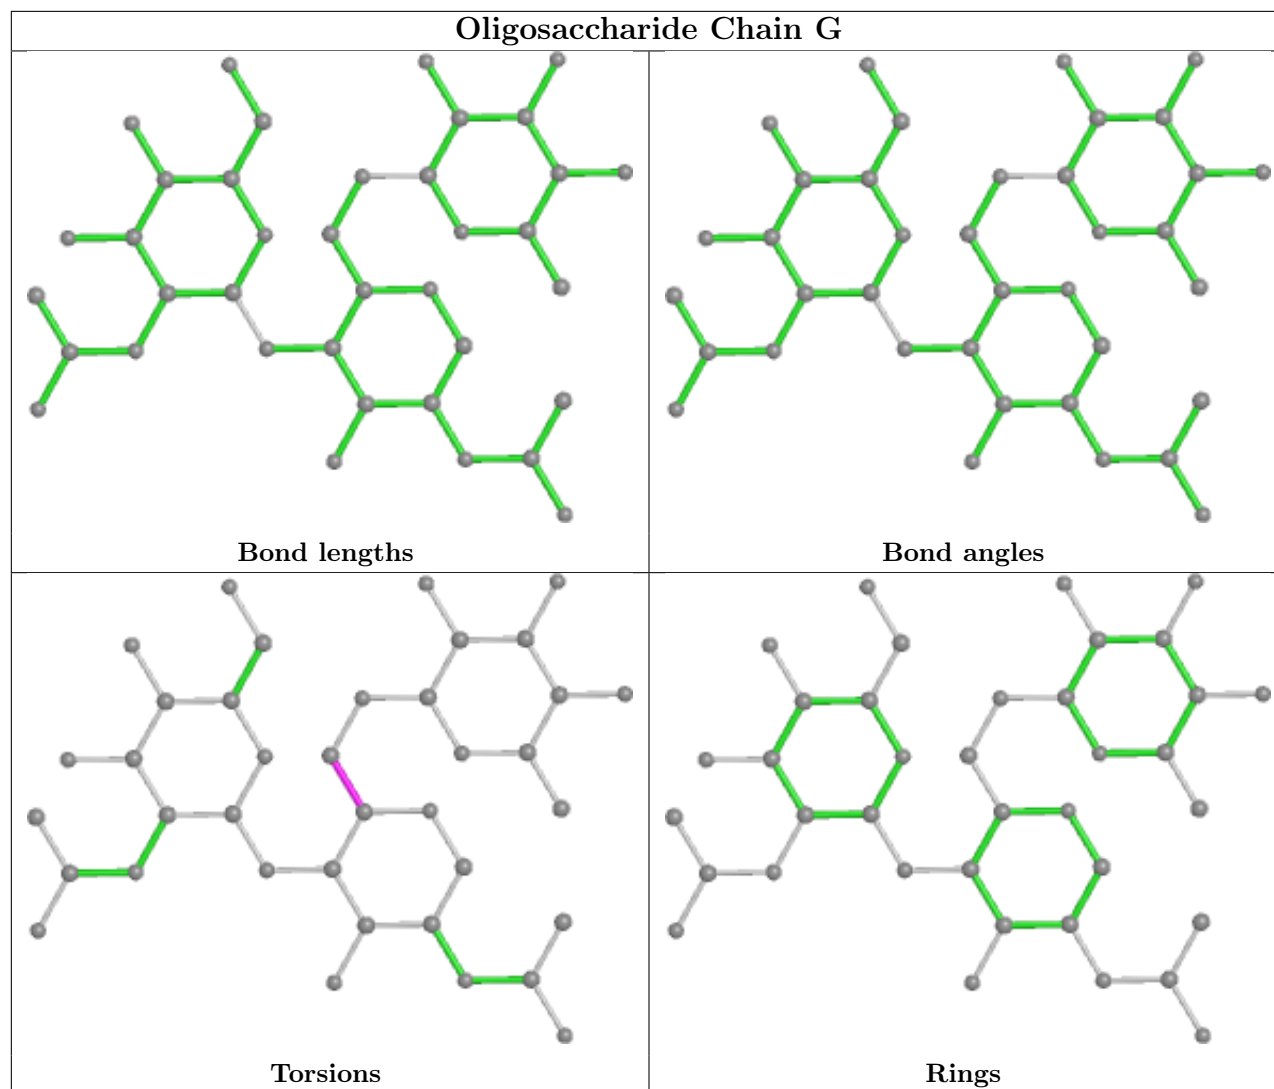 Oligosaccharide Chain G
Bond lengths
Bond angles
Torsions
Rings